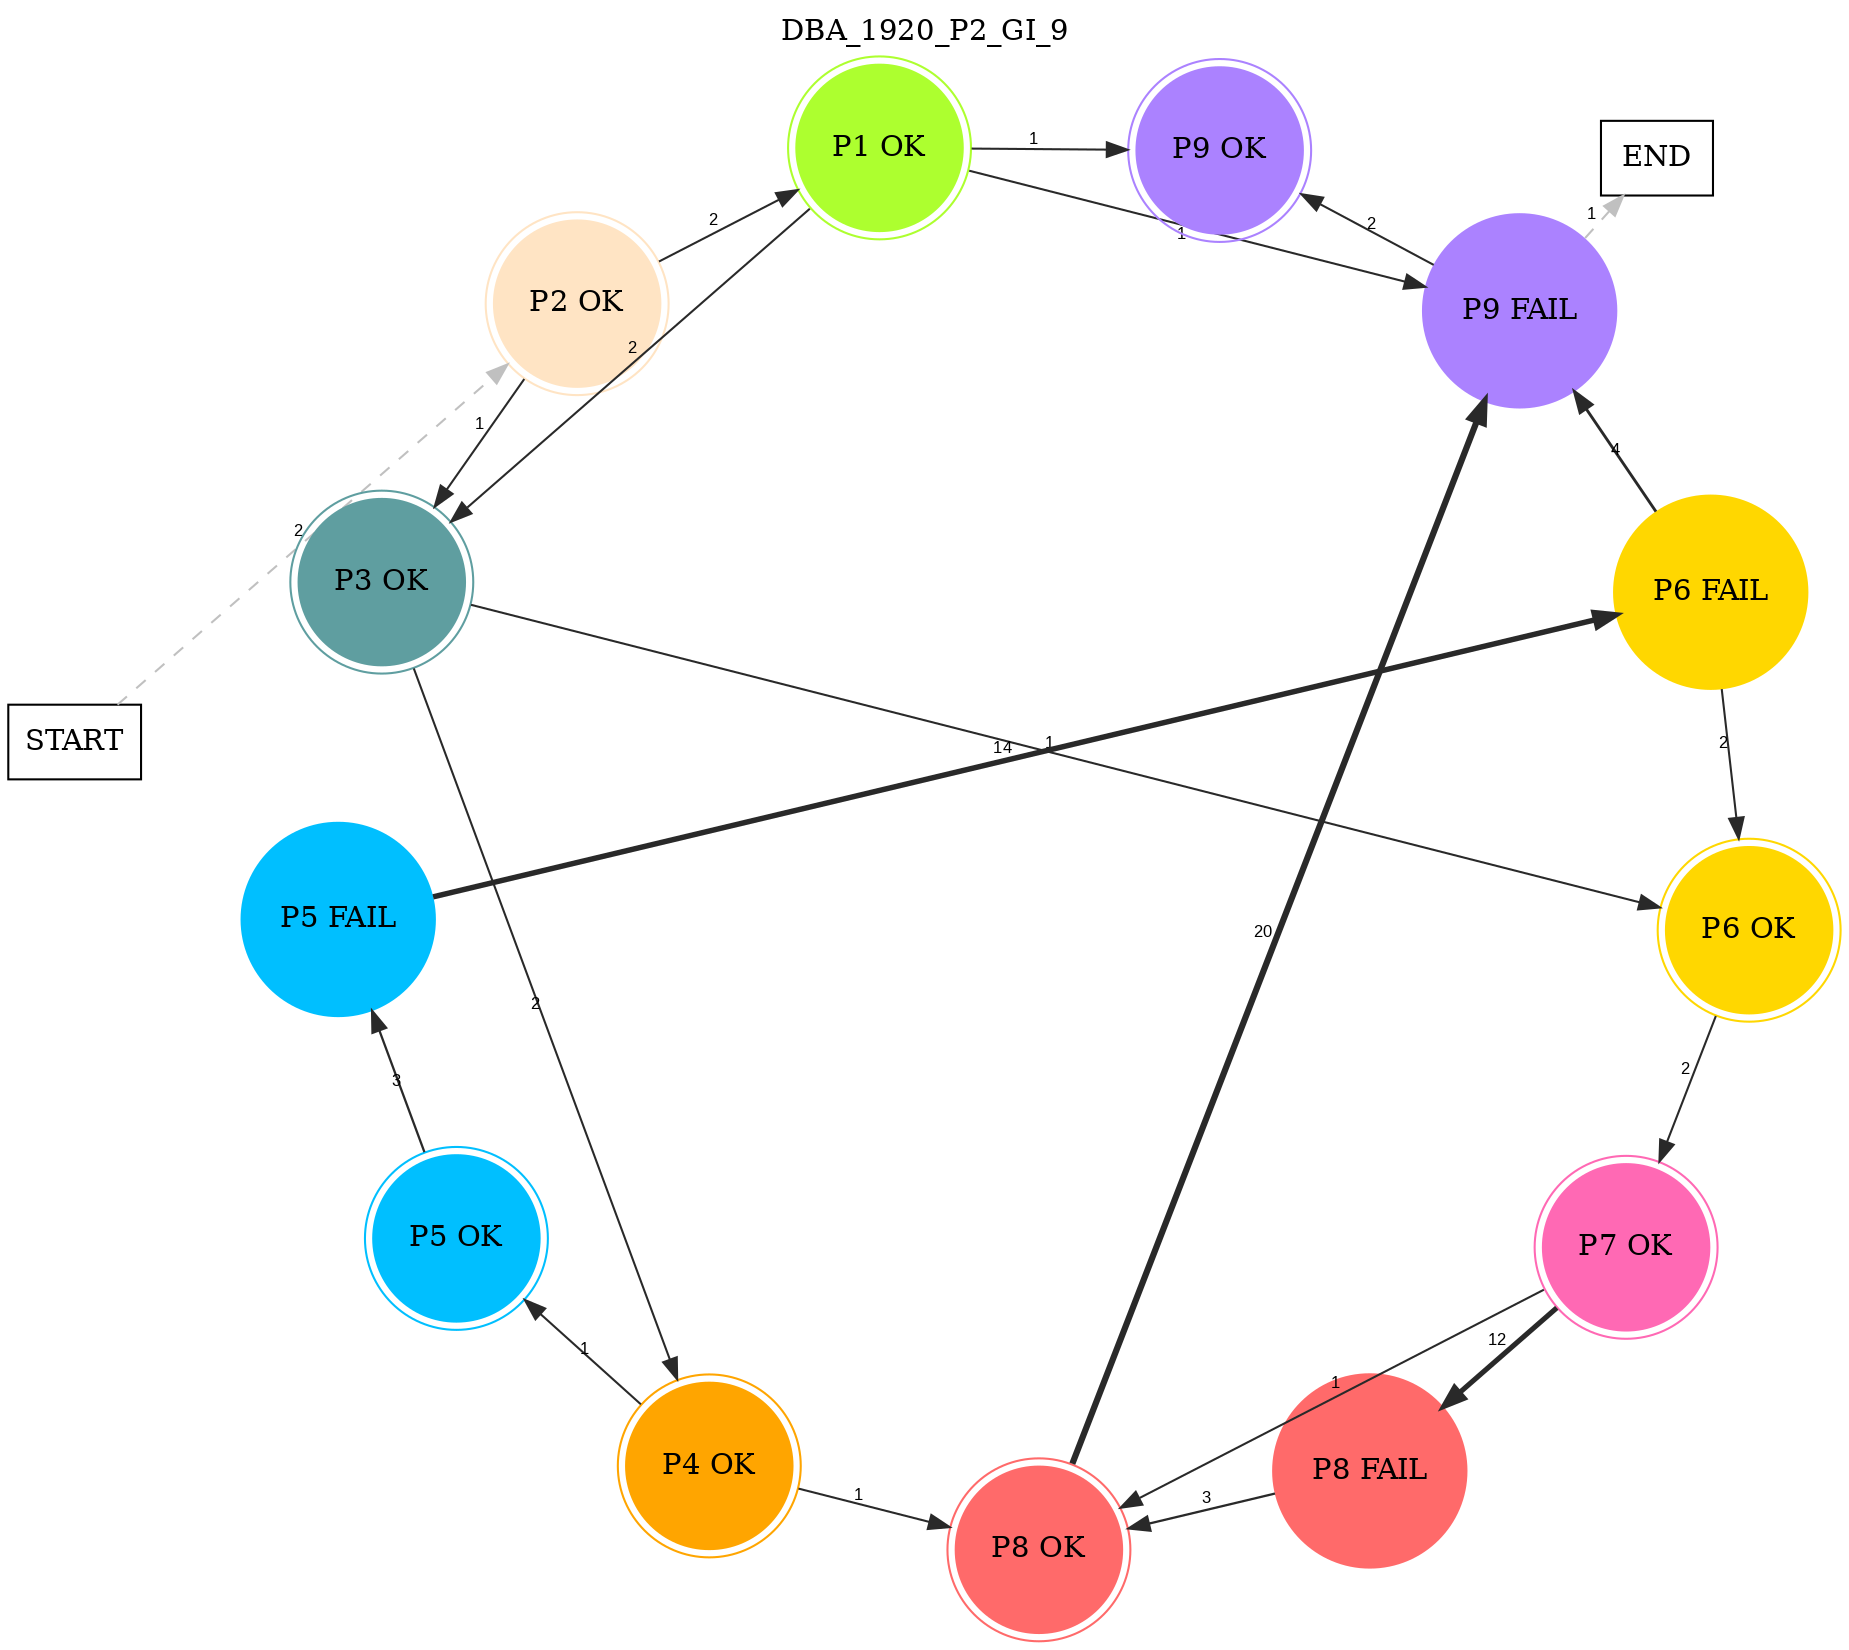 DBA_1920_P2_GI_9
P1 OK
1
P9 OK
END
1
2
2
1
P2 OK
P9 FAIL
2
1
4
2
P3 OK
P6 FAIL
START
14
1
2
P5 FAIL
20
P6 OK
2
3
2
P5 OK
P7 OK
1
12
1
P4 OK
P8 FAIL
1
3
P8 OK